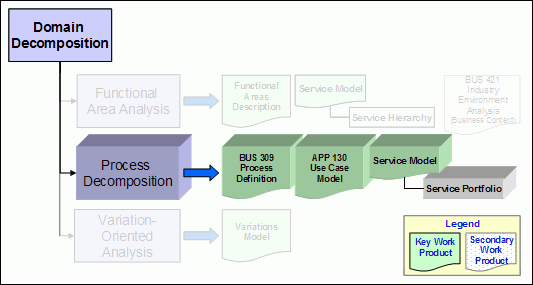 Domain
Decomposition
Functional
Area Analysis
Functional
Areas
Description
Service Model
Service Hierarchy
BUS 421
Industry
Environment
Analysis
(Business Context)
Process
Decomposition
BUS 309
Process
Definition
APP 130
Use Case
Model
Service Model
Service Portfolio
Variation-
Oriented
Analysis
Variations
Model
Legend
Key Work
Product
Secondary
Work
Product